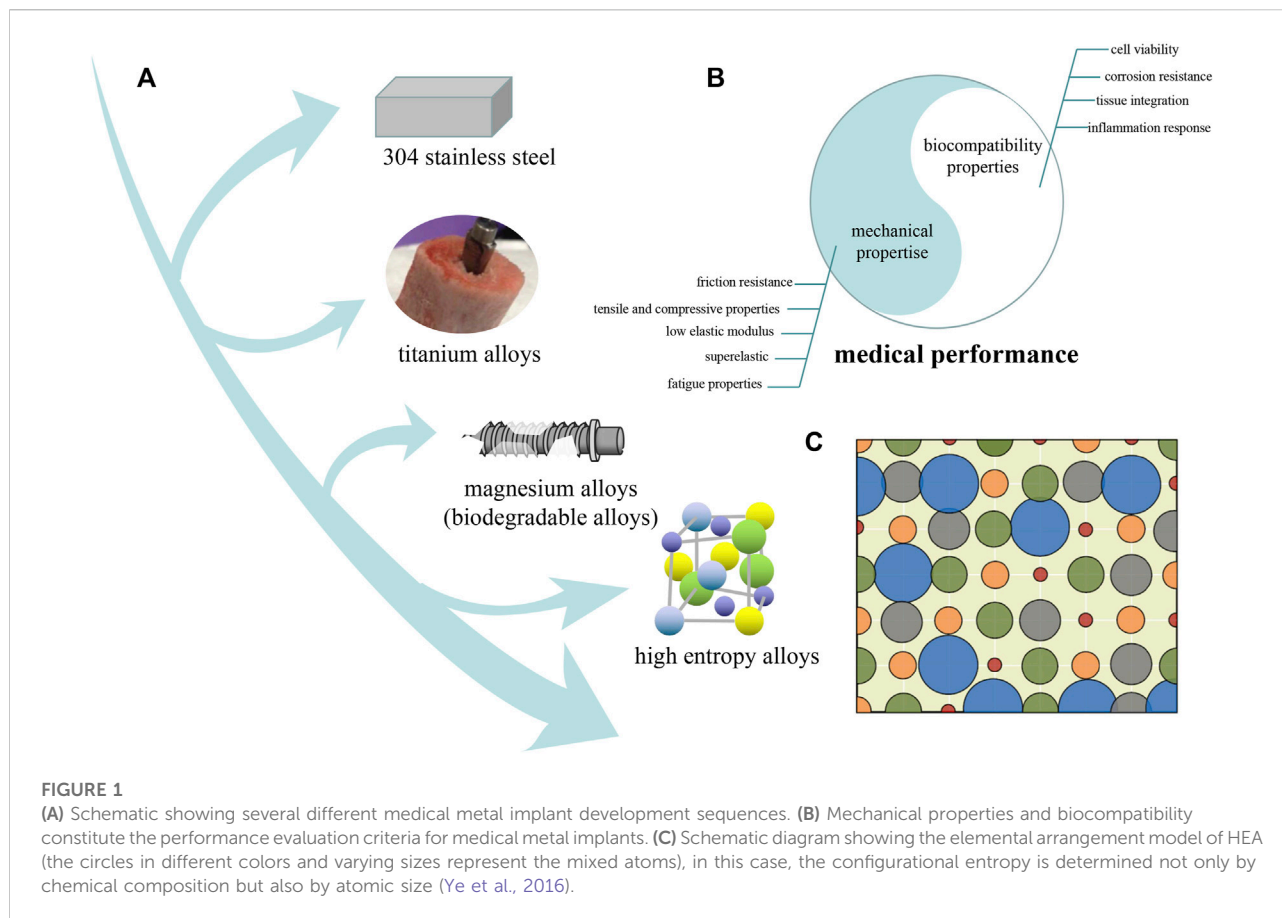 A
304 stainless steel
titanium alloys
magnesium alloys
(biodegradable alloys)
high entropy alloys
B
cell viability
corrosion resistance
tissue integration
inflammation response
biocompatibility
properties
mechanical
propertise
friction resistance
tensile and compressive properties
low elastic modulus
superelastic
fatigue properties
medical performance
C
FIGURE 1
(A) Schematic showing several different medical metal implant development sequences. (B) Mechanical properties and biocompatibility
constitute the performance evaluation criteria for medical metal implants. (C) Schematic diagram showing the elemental arrangement model of HEA
(the circles in different colors and varying sizes represent the mixed atoms), in this case, the configurational entropy is determined not only by
chemical composition but also by atomic size (Ye et al., 2016).